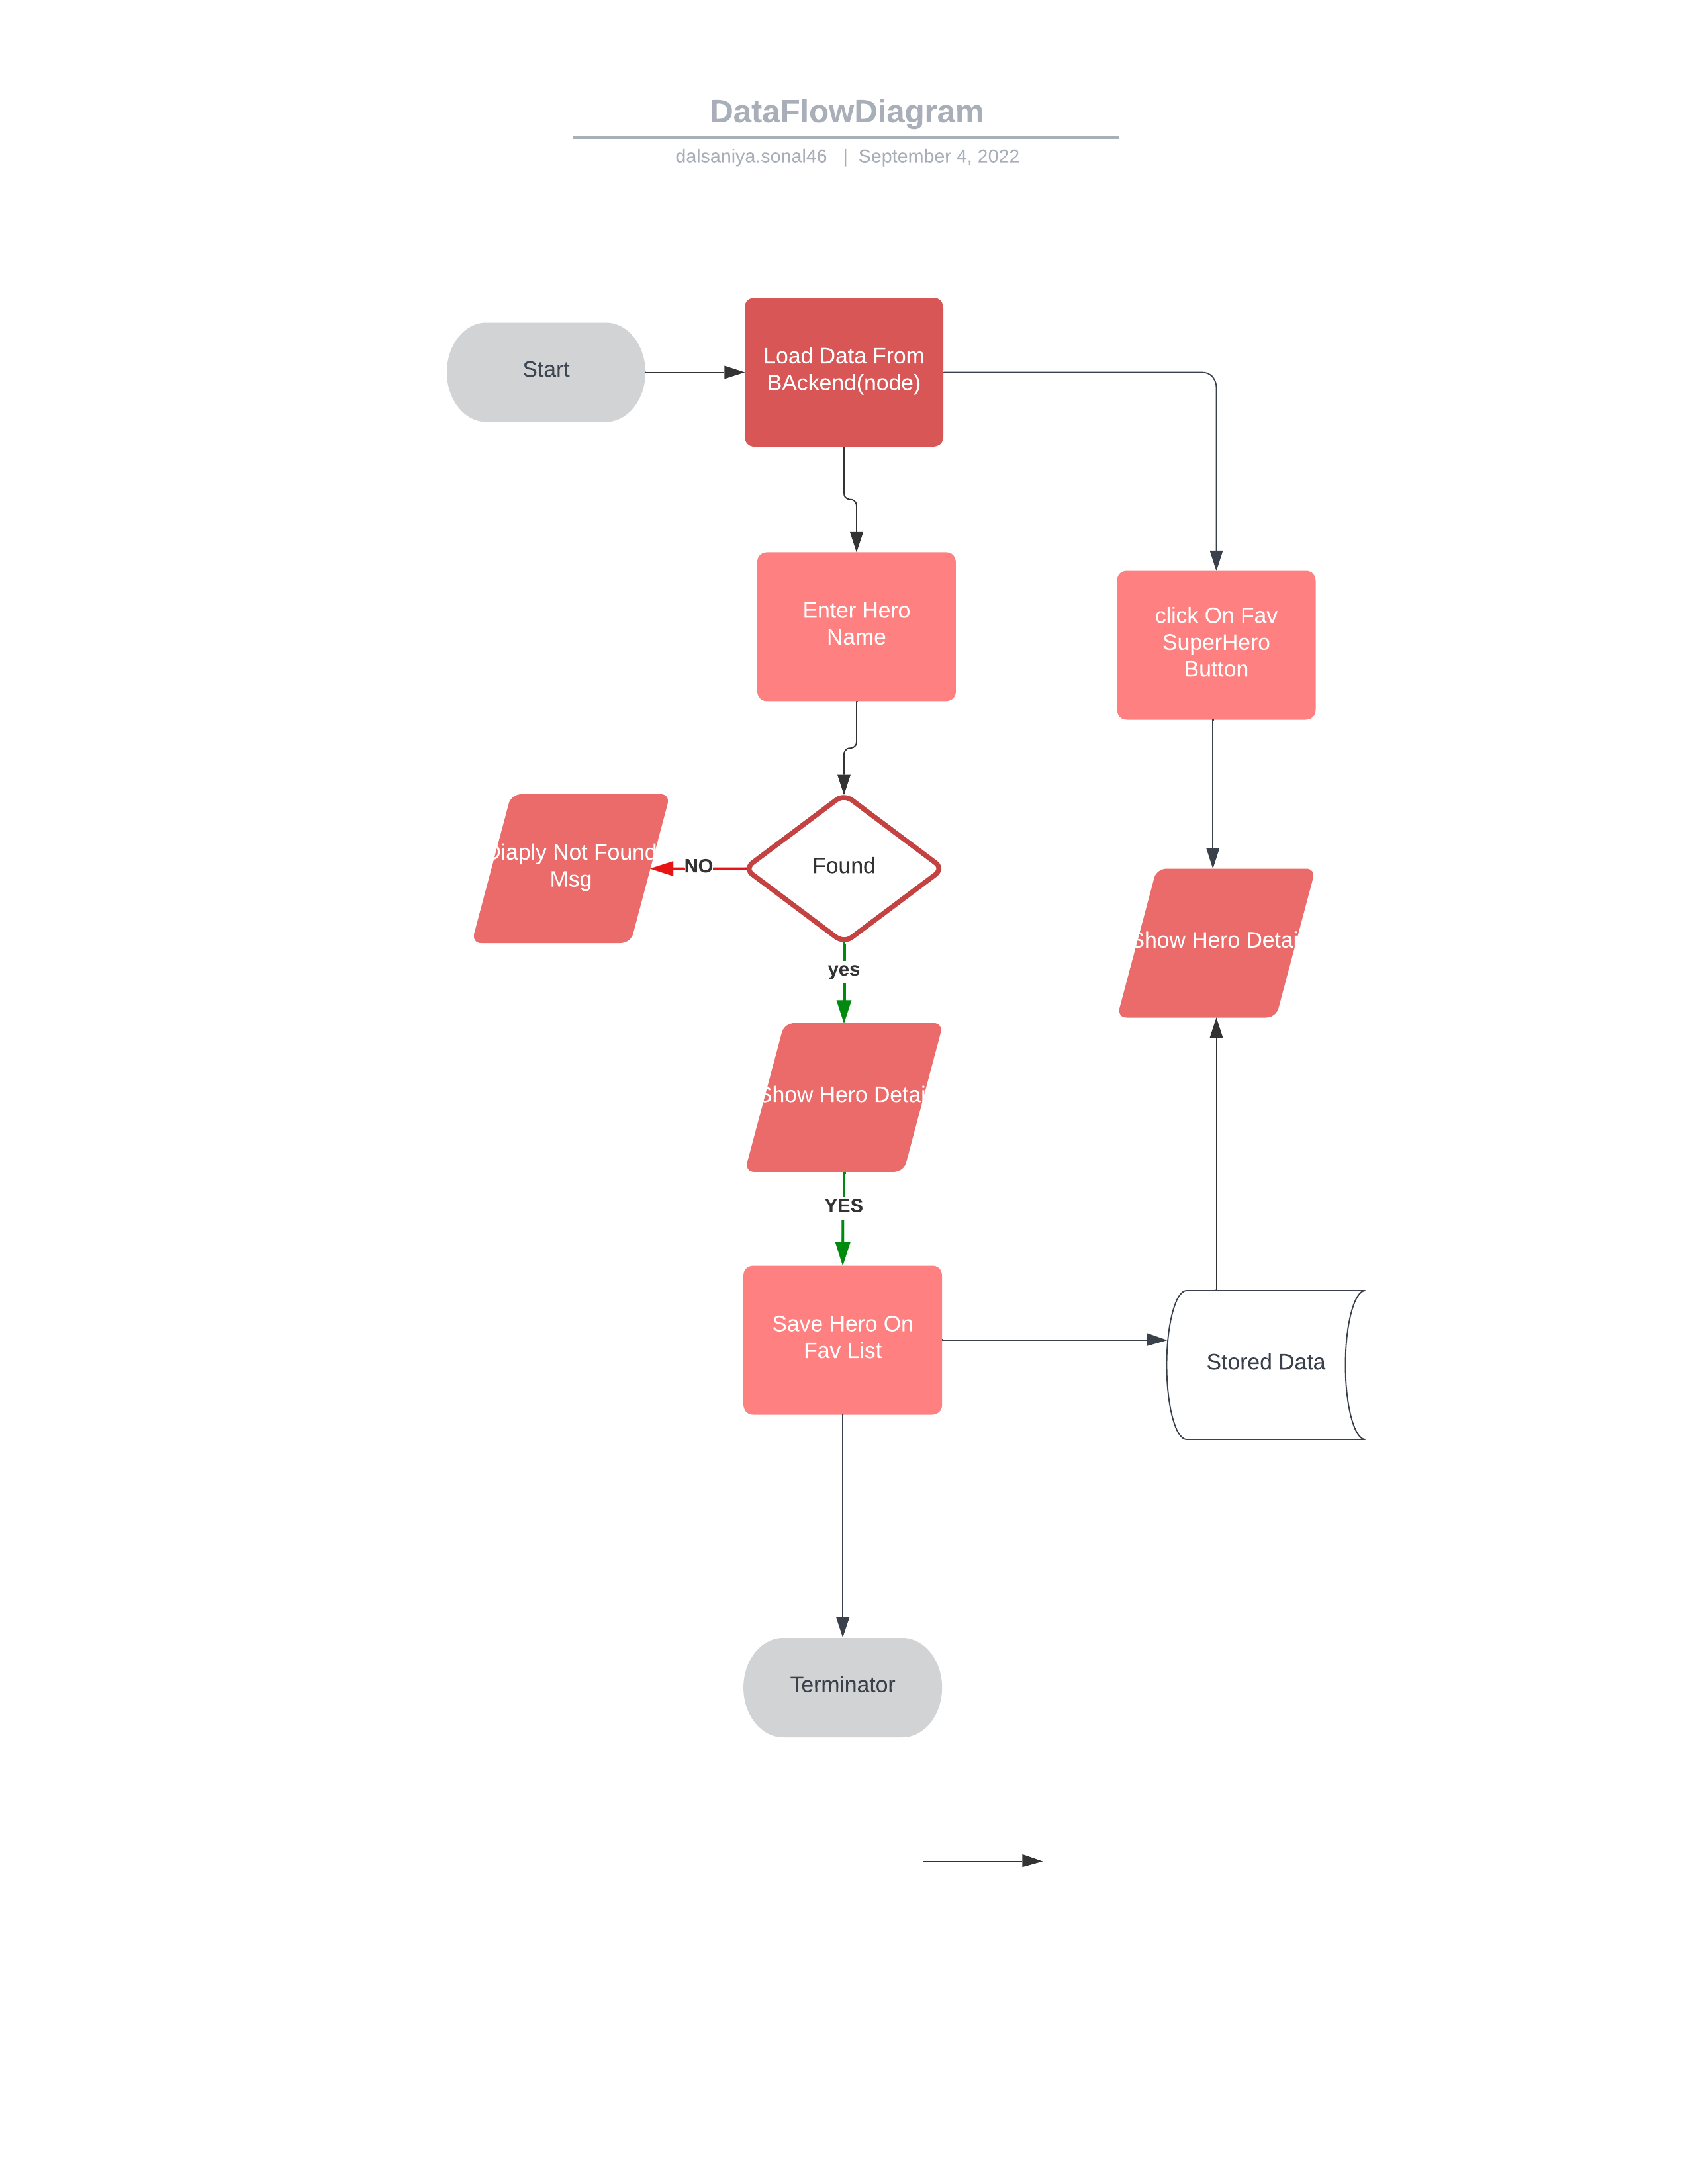 DataFlowDiagram
dalsaniya.sonal46 | September 4, 2022
Start
Load Data From
BAckend(node)
Enter Hero
Name
click On Fav
SuperHero
Button
Diaply Not Found
Msg
NO
Found
yes
Show Hero Detai
Show Hero Detai
YES
Save Hero On
Fav List
Stored Data
Terminator